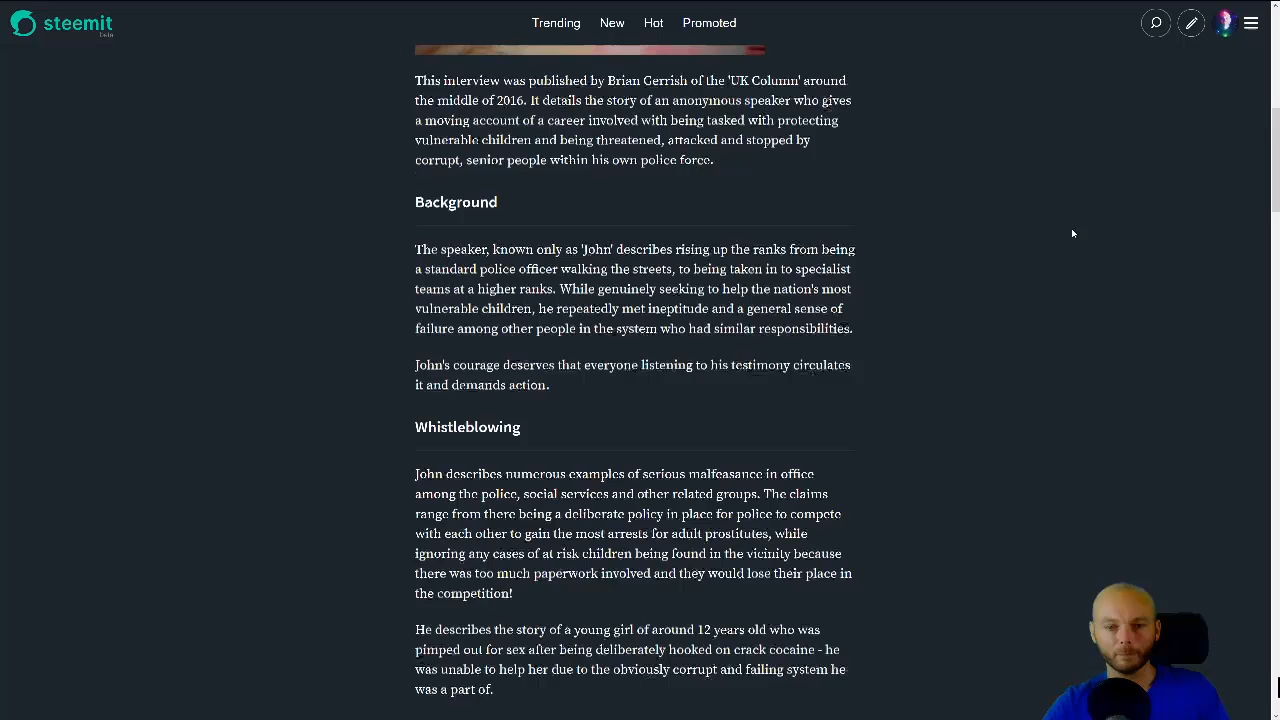 steemit
beta
Trending New Hot Promoted
This interview was published by Brian Gerrish of the 'UK Column' around
the middle of 2016. It details the story of an anonymous speaker who gives
a moving account of a career involved with being tasked with protecting
vulnerable children and being threatened, attacked and stopped by
corrupt, senior people within his own police force.
Background
The speaker, known only as 'John' describes rising up the ranks from being
a standard police officer walking the streets, to being taken in to specialist
teams at a higher ranks. While genuinely seeking to help the nation's most
vulnerable children, he repeatedly met ineptitude and a general sense of
failure among other people in the system who had similar responsibilities.
John's courage deserves that everyone listening to his testimony circulates
it and demands action.
Whistleblowing
John describes numerous examples of serious malfeasance in office
among the police, social services and other related groups. The claims
range from there being a deliberate policy in place for police to compete
with each other to gain the most arrests for adult prostitutes, while
ignoring any cases of at risk children being found in the vicinity because
there was too much paperwork involved and they would lose their place in
the competition!
He describes the story of a young girl of around 12 years old who was
pimped out for sex after being deliberately hooked on crack cocaine - he
was unable to help her due to the obviously corrupt and failing system he
was a part of.